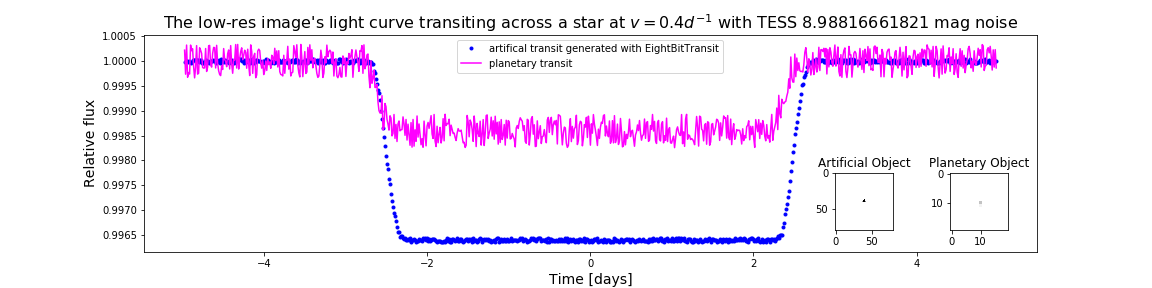 The low-res image's light curve transiting across a star at v = 0.4d⁻¹ with TESS 8.98816661821 mag noise
artifical transit generated with EightBitTransit
planetary transit
Relative flux
1.0005
1.0000
0.9995
0.9990
0.9985
0.9980
0.9975
0.9970
0.9965
Artificial Object
0
50
0 50
Planetary Object
0
10
0 10
−4 −2 0 2 4
Time [days]